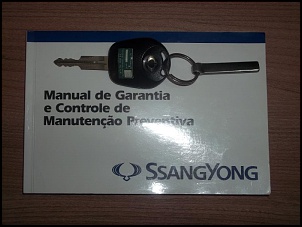 Manual de Garantia
e Controle de
Manutenção Preventiva
SSANGYONG